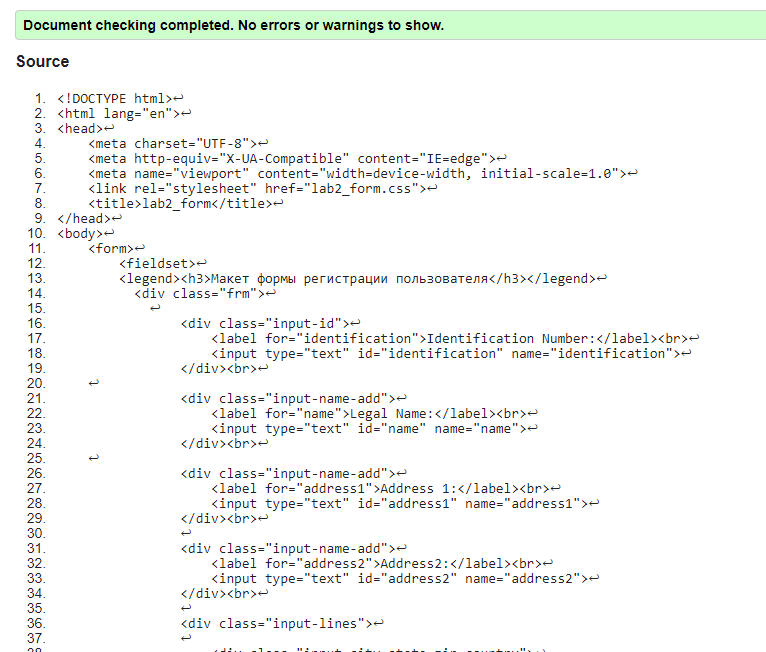 Document checking completed. No errors or warnings to show.
Source
1. <!DOCTYPE html>↩
2. <html lang="en">↩
3. <head>↩
4. <meta charset="UTF-8">↩
5. <meta http-equiv="X-UA-Compatible" content="IE=edge">↩
6. <meta name="viewport" content="width=device-width, initial-scale=1.0">↩
7. <link rel="stylesheet" href="lab2_form.css">↩
8. <title>lab2_form</title>↩
9. </head>↩
10. <body>↩
11. <form>↩
12. <fieldset>↩
13. <legend><h3>Макет формы регистрации пользователя</h3></legend>↩
14. <div class="frm">↩
15. ↩
16. <div class="input-id">↩
17. <label for="identification">Identification Number:</label><br>↩
18. <input type="text" id="identification" name="identification">↩
19. </div><br>↩
20. ↩
21. <div class="input-name-add">↩
22. <label for="name">Legal Name:</label><br>↩
23. <input type="text" id="name" name="name">↩
24. </div><br>↩
25. ↩
26. <div class="input-name-add">↩
27. <label for="address1">Address 1:</label><br>↩
28. <input type="text" id="address1" name="address1">↩
29. </div><br>↩
30. ↩
31. <div class="input-name-add">↩
32. <label for="address2">Address2:</label><br>↩
33. <input type="text" id="address2" name="address2">↩
34. </div><br>↩
35. ↩
36. <div class="input-lines">↩
37. ↩